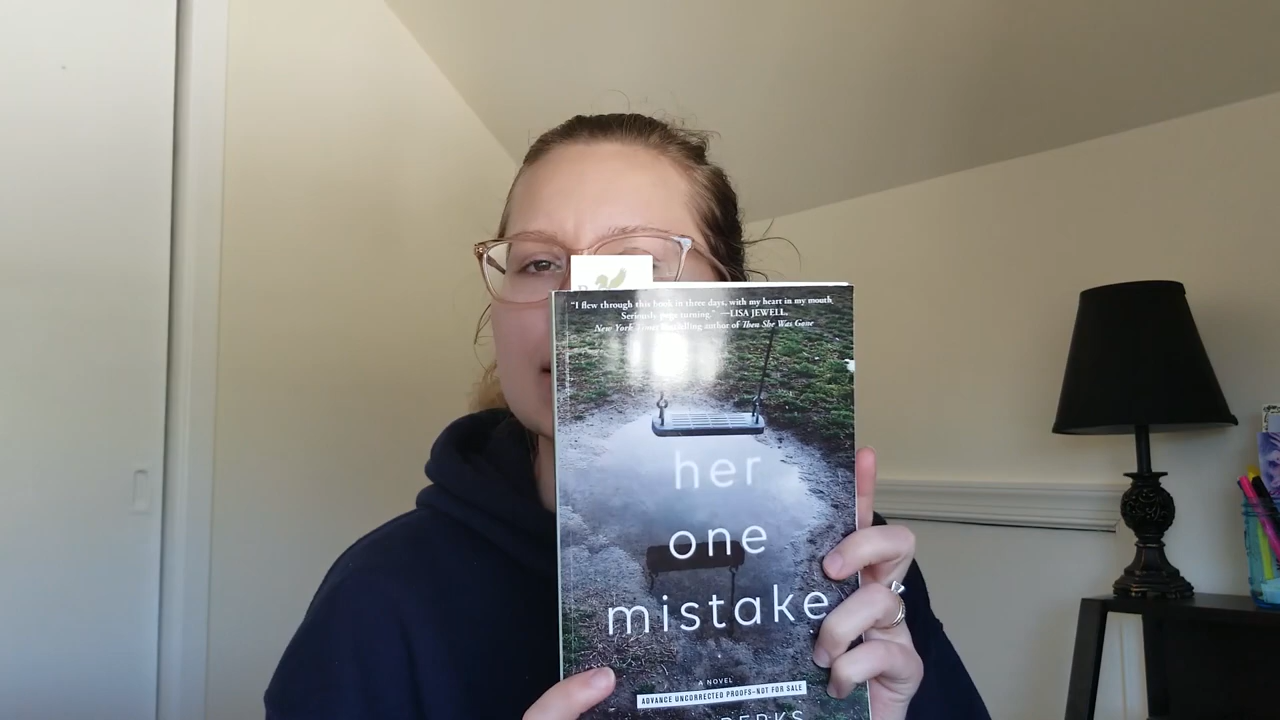 "I flew through this book in three days, with my heart in my mouth.
Seriously page turning." —LISA JEWELL,
New York Times bestselling author of Then She Was Gone
her
one
mistake
A NOVEL
ADVANCE UNCORRECTED PROOFS—NOT FOR SALE
PERKS